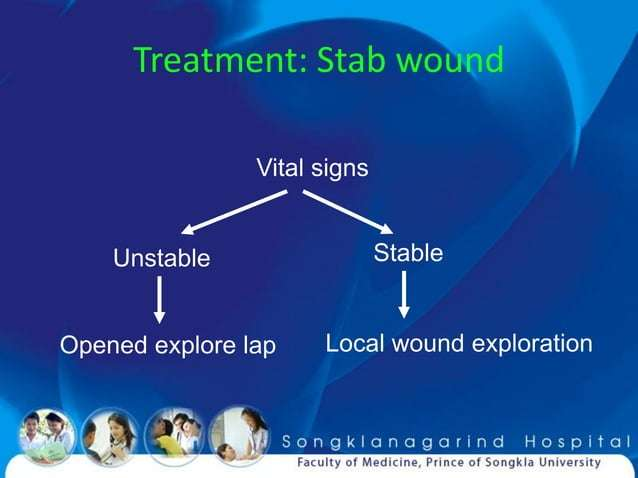 Treatment: Stab wound
Vital signs
Unstable
Stable
Opened explore lap
Local wound exploration
Songklanagarind Hospital
Faculty of Medicine, Prince of Songkla University